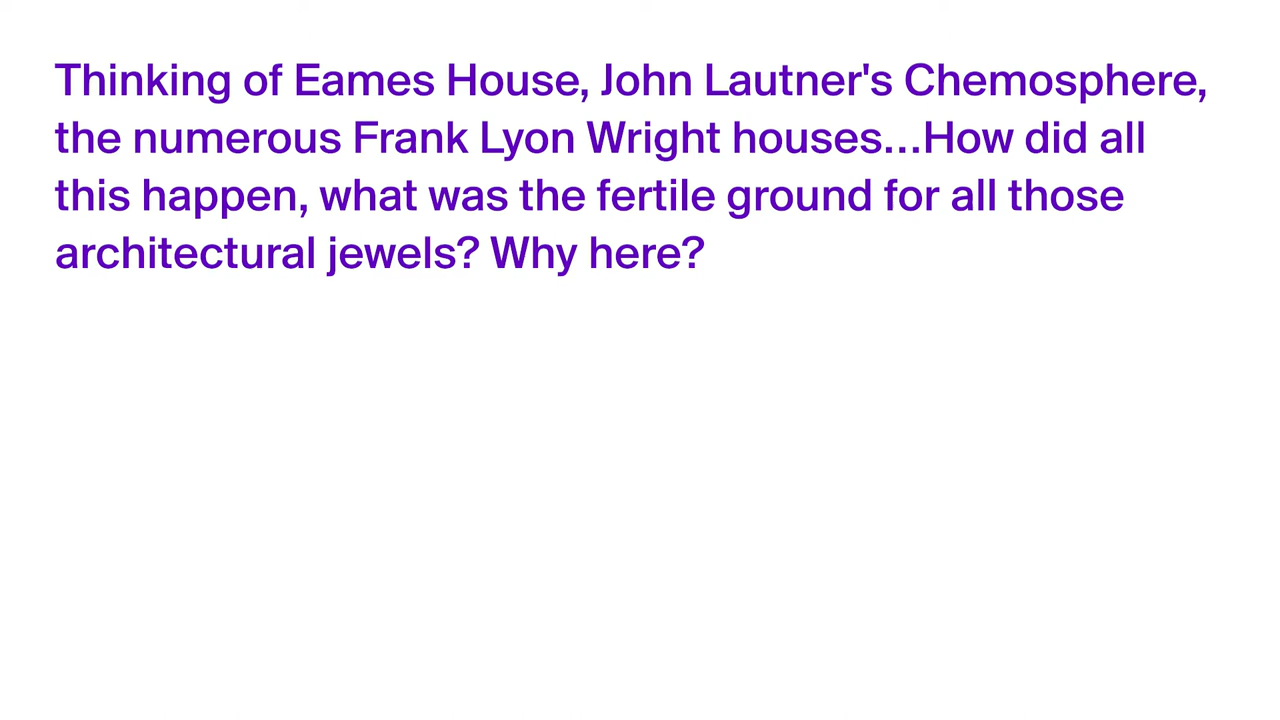 Thinking of Eames House, John Lautner's Chemosphere,
the numerous Frank Lyon Wright houses...How did all
this happen, what was the fertile ground for all those
architectural jewels? Why here?